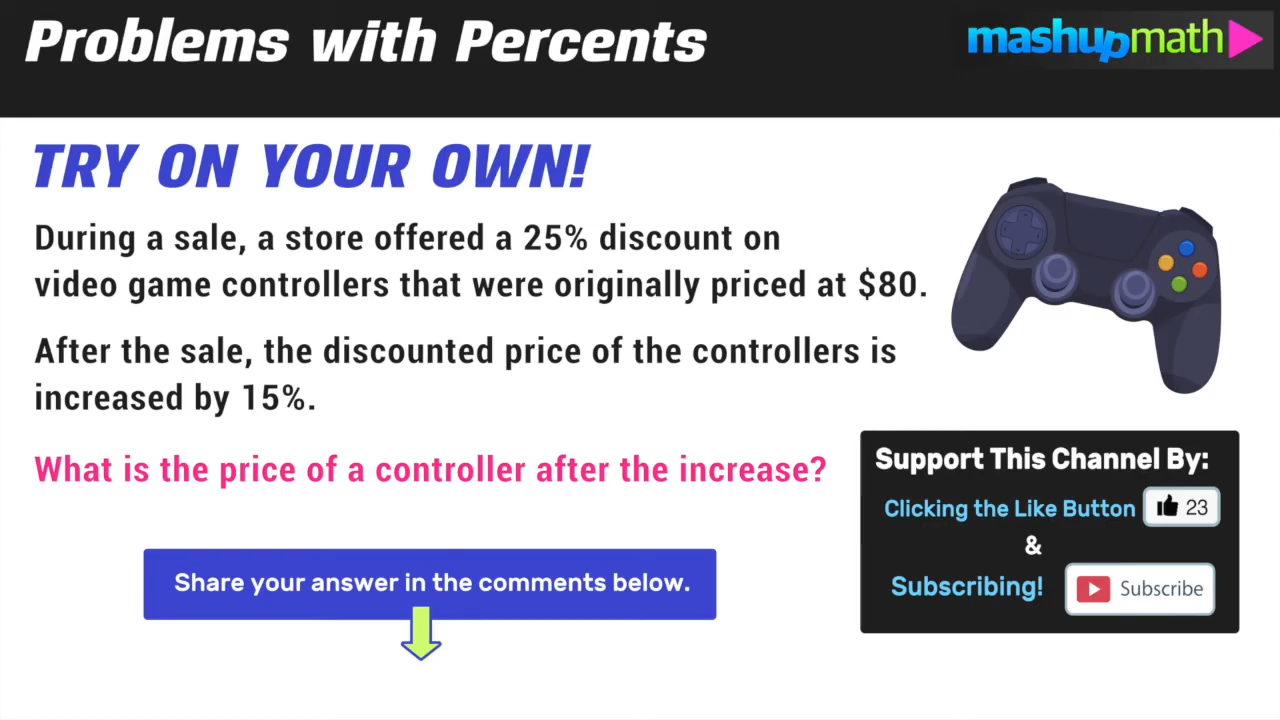 Problems with Percents
mashupmath
TRY ON YOUR OWN!
During a sale, a store offered a 25% discount on
video game controllers that were originally priced at $80.
After the sale, the discounted price of the controllers is
increased by 15%.
What is the price of a controller after the increase?
Share your answer in the comments below.
Support This Channel By:
Clicking the Like Button 23
&
Subscribing! Subscribe